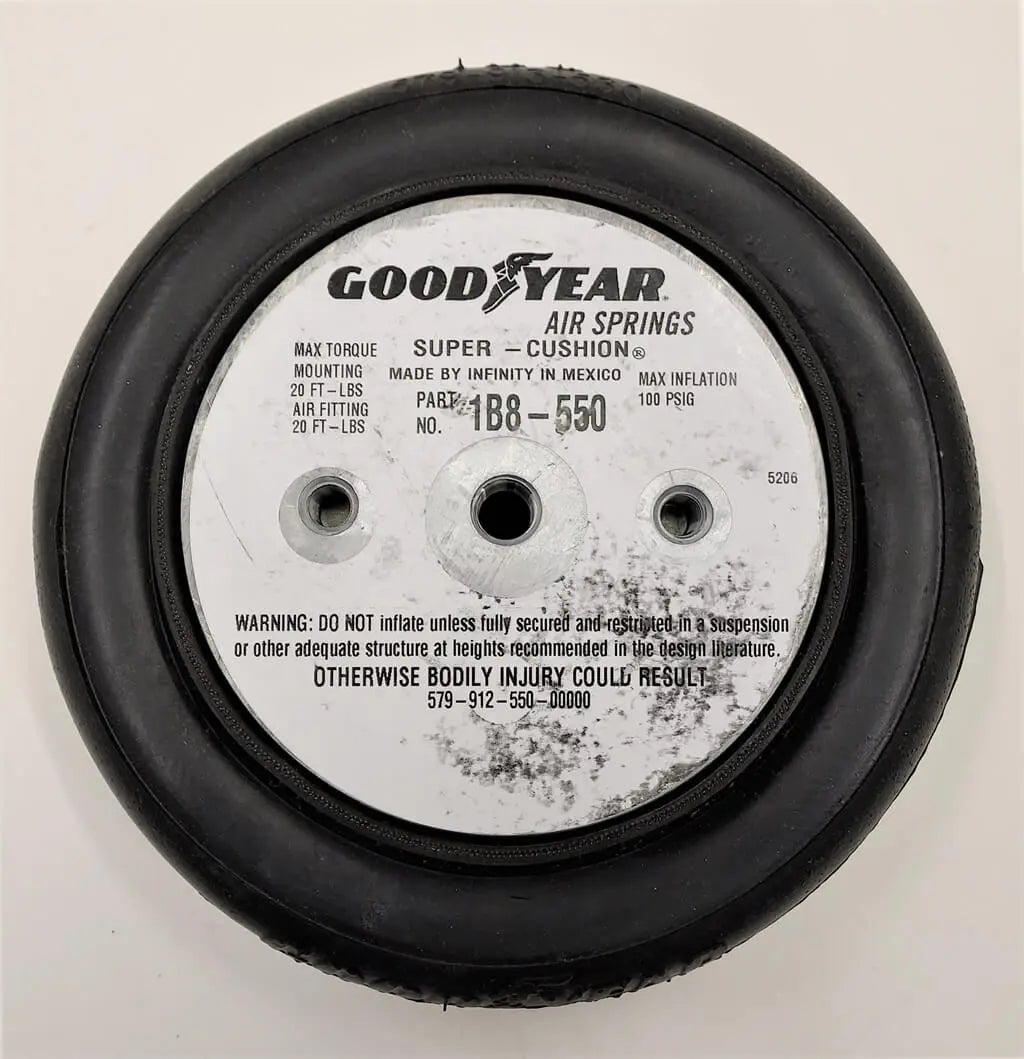 GOODYEAR
AIR SPRINGS
SUPER – CUSHION®
MADE BY INFINITY IN MEXICO
MAX TORQUE
MOUNTING
20 FT–LBS
AIR FITTING
20 FT–LBS
PART NO. 1B8–550
MAX INFLATION
100 PSIG
5206
WARNING: DO NOT inflate unless fully secured and restricted in a suspension
or other adequate structure at heights recommended in the design literature.
OTHERWISE BODILY INJURY COULD RESULT
579–912–550–00000